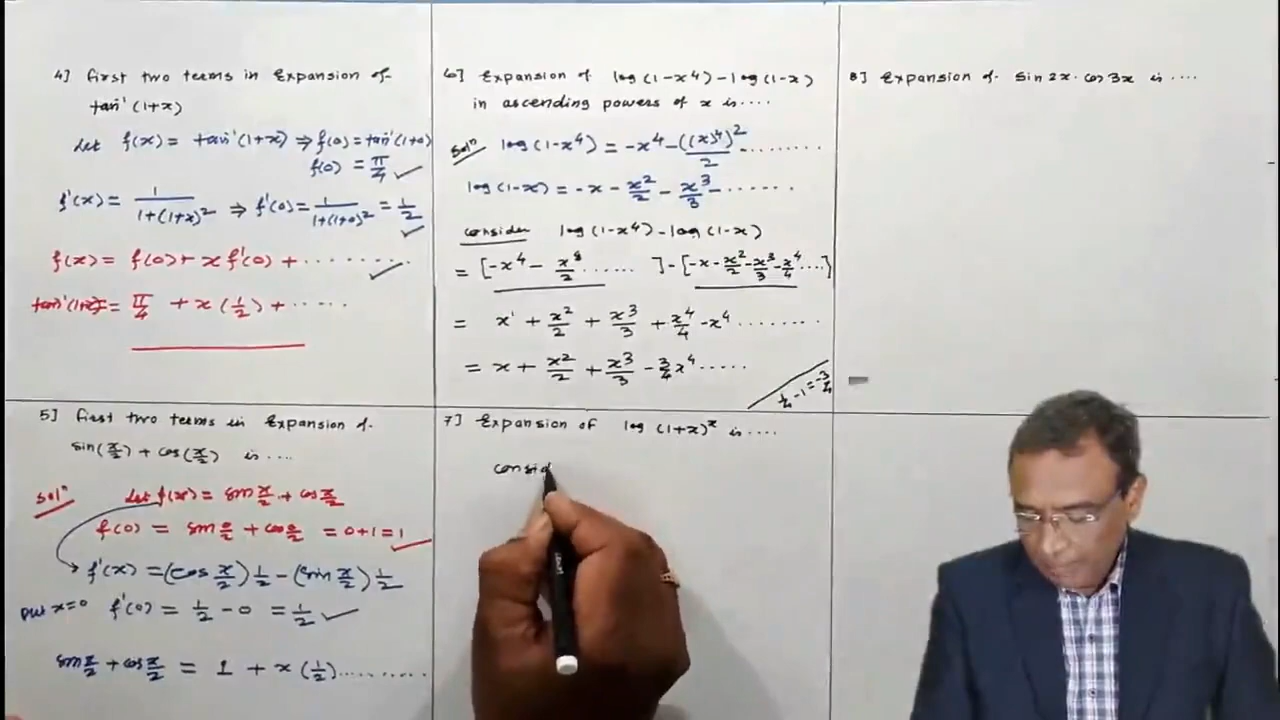 4] First two terms in Expansion of
tan⁻¹(1+x)
Let f(x) = tan⁻¹(1+x) ⇒ f(0) = tan⁻¹(1+0)
f(0) = π/4 ✓
f'(x) = 1/(1+(1+x)²) ⇒ f'(0) = 1/(1+(1+0)²) = 1/2 ✓
f(x) = f(0) + x f'(0) + ........ ✓
tan⁻¹(1+x) = π/4 + x(1/2) + .....
5] First two terms in Expansion of
sin(x/2) + cos(x/2) is ....
Solⁿ Let f(x) = sin x/2 + cos x/2
f(0) = sin 0/2 + cos 0/2 = 0+1 = 1 ✓
f'(x) = (cos x/2) 1/2 - (sin x/2) 1/2
Put x=0 f'(0) = 1/2 - 0 = 1/2 ✓
sin x/2 + cos x/2 = 1 + x(1/2) .........
6] Expansion of log(1-x⁴) - log(1-x)
in ascending powers of x is....
Solⁿ log(1-x⁴) = -x⁴ - ((x)⁴)²/2 - ........
log(1-x) = -x - x²/2 - x³/3 - ......
consider log(1-x⁴) - log(1-x)
= [-x⁴ - x⁸/2 ...... ] - [-x - x²/2 - x³/3 - x⁴/4 ....]
= x + x²/2 + x³/3 + x⁴/4 - x⁴ ........
= x + x²/2 + x³/3 - 3/4 x⁴ .....
1/4 - 1 = -3/4
7] Expansion of log(1+x)ˣ is ....
consid
8] Expansion of sin 2x · cos 3x is ....